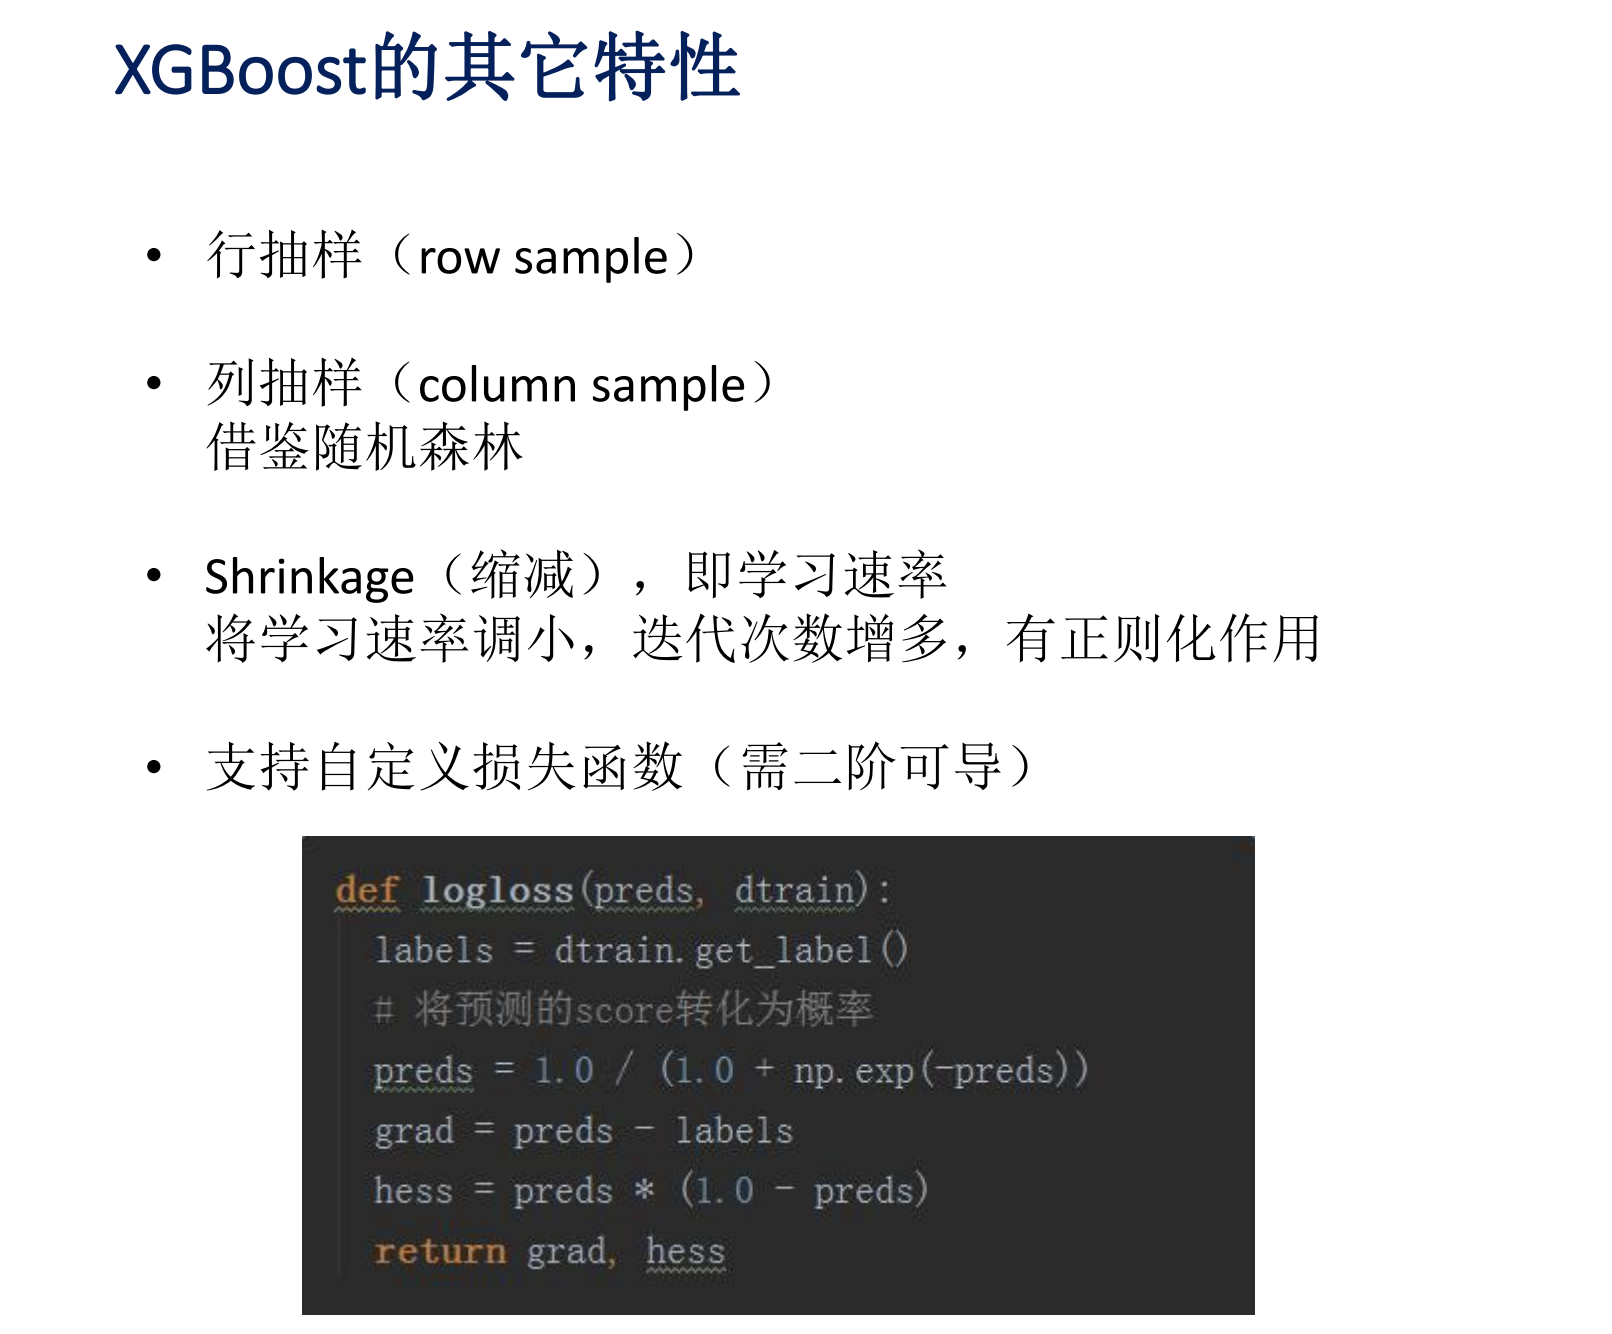 XGBoost的其它特性
• 行抽样（row sample）
• 列抽样（column sample）
借鉴随机森林
• Shrinkage（缩减），即学习速率
将学习速率调小，迭代次数增多，有正则化作用
• 支持自定义损失函数（需二阶可导）
def logloss(preds, dtrain):
    labels = dtrain.get_label()
    # 将预测的score转化为概率
    preds = 1.0 / (1.0 + np.exp(-preds))
    grad = preds - labels
    hess = preds * (1.0 - preds)
    return grad, hess